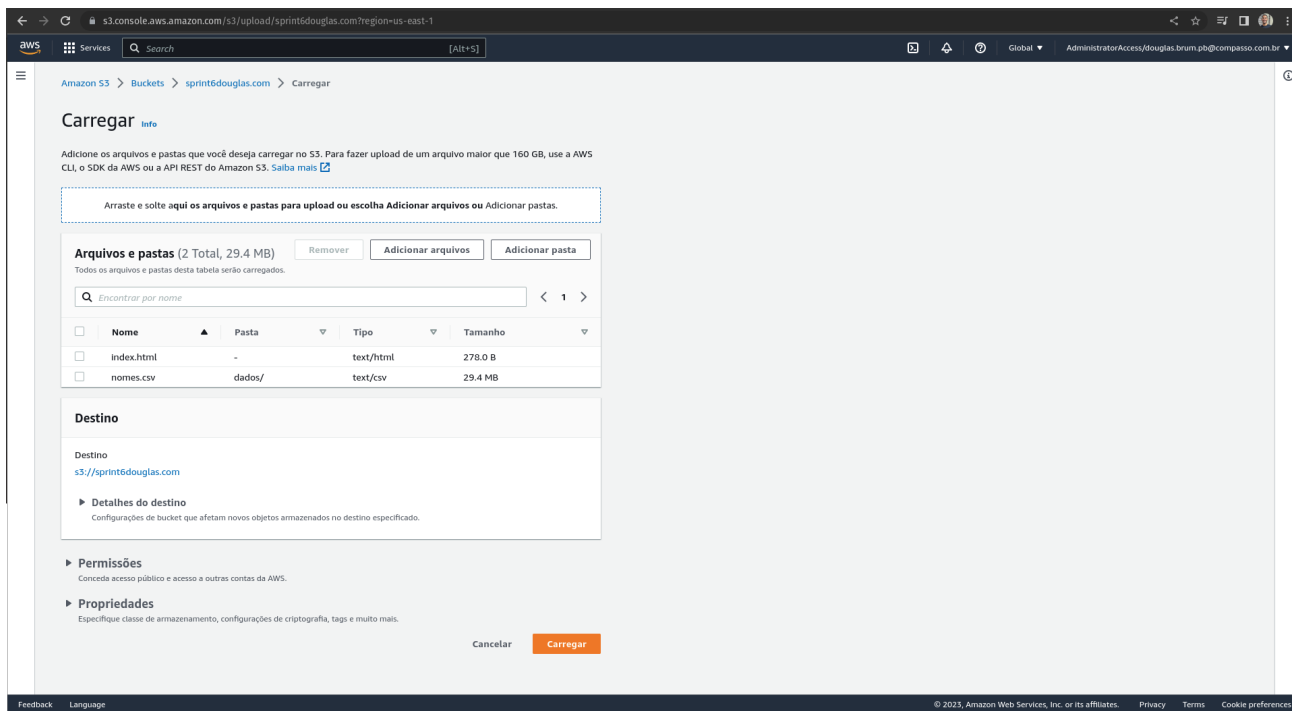 s3.console.aws.amazon.com/s3/upload/sprint6douglas.com?region=us-east-1
aws Services Search [Alt+S] Global AdministratorAccess/douglas.brum.pb@compasso.com.br
Amazon S3 > Buckets > sprint6douglas.com > Carregar
Carregar Info
Adicione os arquivos e pastas que você deseja carregar no S3. Para fazer upload de um arquivo maior que 160 GB, use a AWS
CLI, o SDK da AWS ou a API REST do Amazon S3. Saiba mais
Arraste e solte aqui os arquivos e pastas para upload ou escolha Adicionar arquivos ou Adicionar pastas.
Arquivos e pastas (2 Total, 29.4 MB) Remover Adicionar arquivos Adicionar pasta
Todos os arquivos e pastas desta tabela serão carregados.
Encontrar por nome < 1 >
Nome Pasta Tipo Tamanho
index.html - text/html 278.0 B
nomes.csv dados/ text/csv 29.4 MB
Destino
Destino
s3://sprint6douglas.com
Detalhes do destino
Configurações de bucket que afetam novos objetos armazenados no destino especificado.
Permissões
Conceda acesso público e acesso a outras contas da AWS.
Propriedades
Especifique classe de armazenamento, configurações de criptografia, tags e muito mais.
Cancelar Carregar
Feedback Language © 2023, Amazon Web Services, Inc. or its affiliates. Privacy Terms Cookie preferences